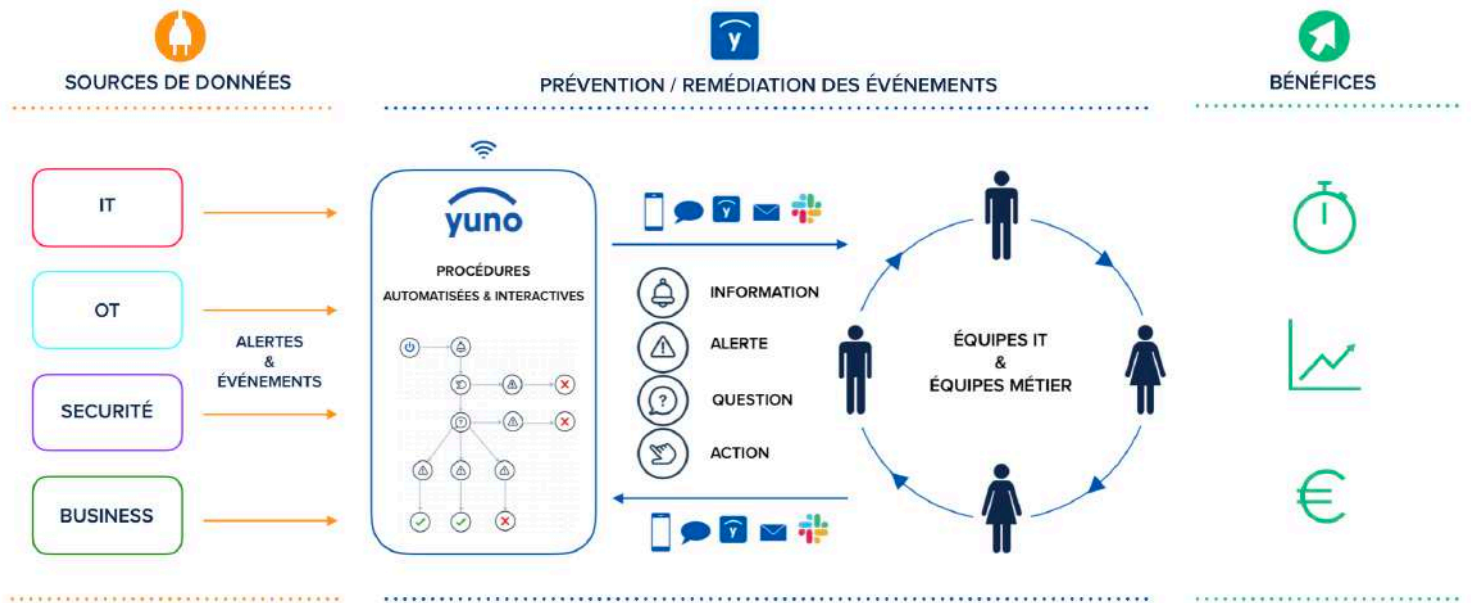 SOURCES DE DONNÉES
y
PRÉVENTION / REMÉDIATION DES ÉVÉNEMENTS
BÉNÉFICES
IT
OT
SECURITÉ
BUSINESS
ALERTES
&
ÉVÉNEMENTS
yuno
PROCÉDURES
AUTOMATISÉES & INTERACTIVES
?
y
INFORMATION
ALERTE
?
QUESTION
ACTION
y
ÉQUIPES IT
&
ÉQUIPES MÉTIER
€